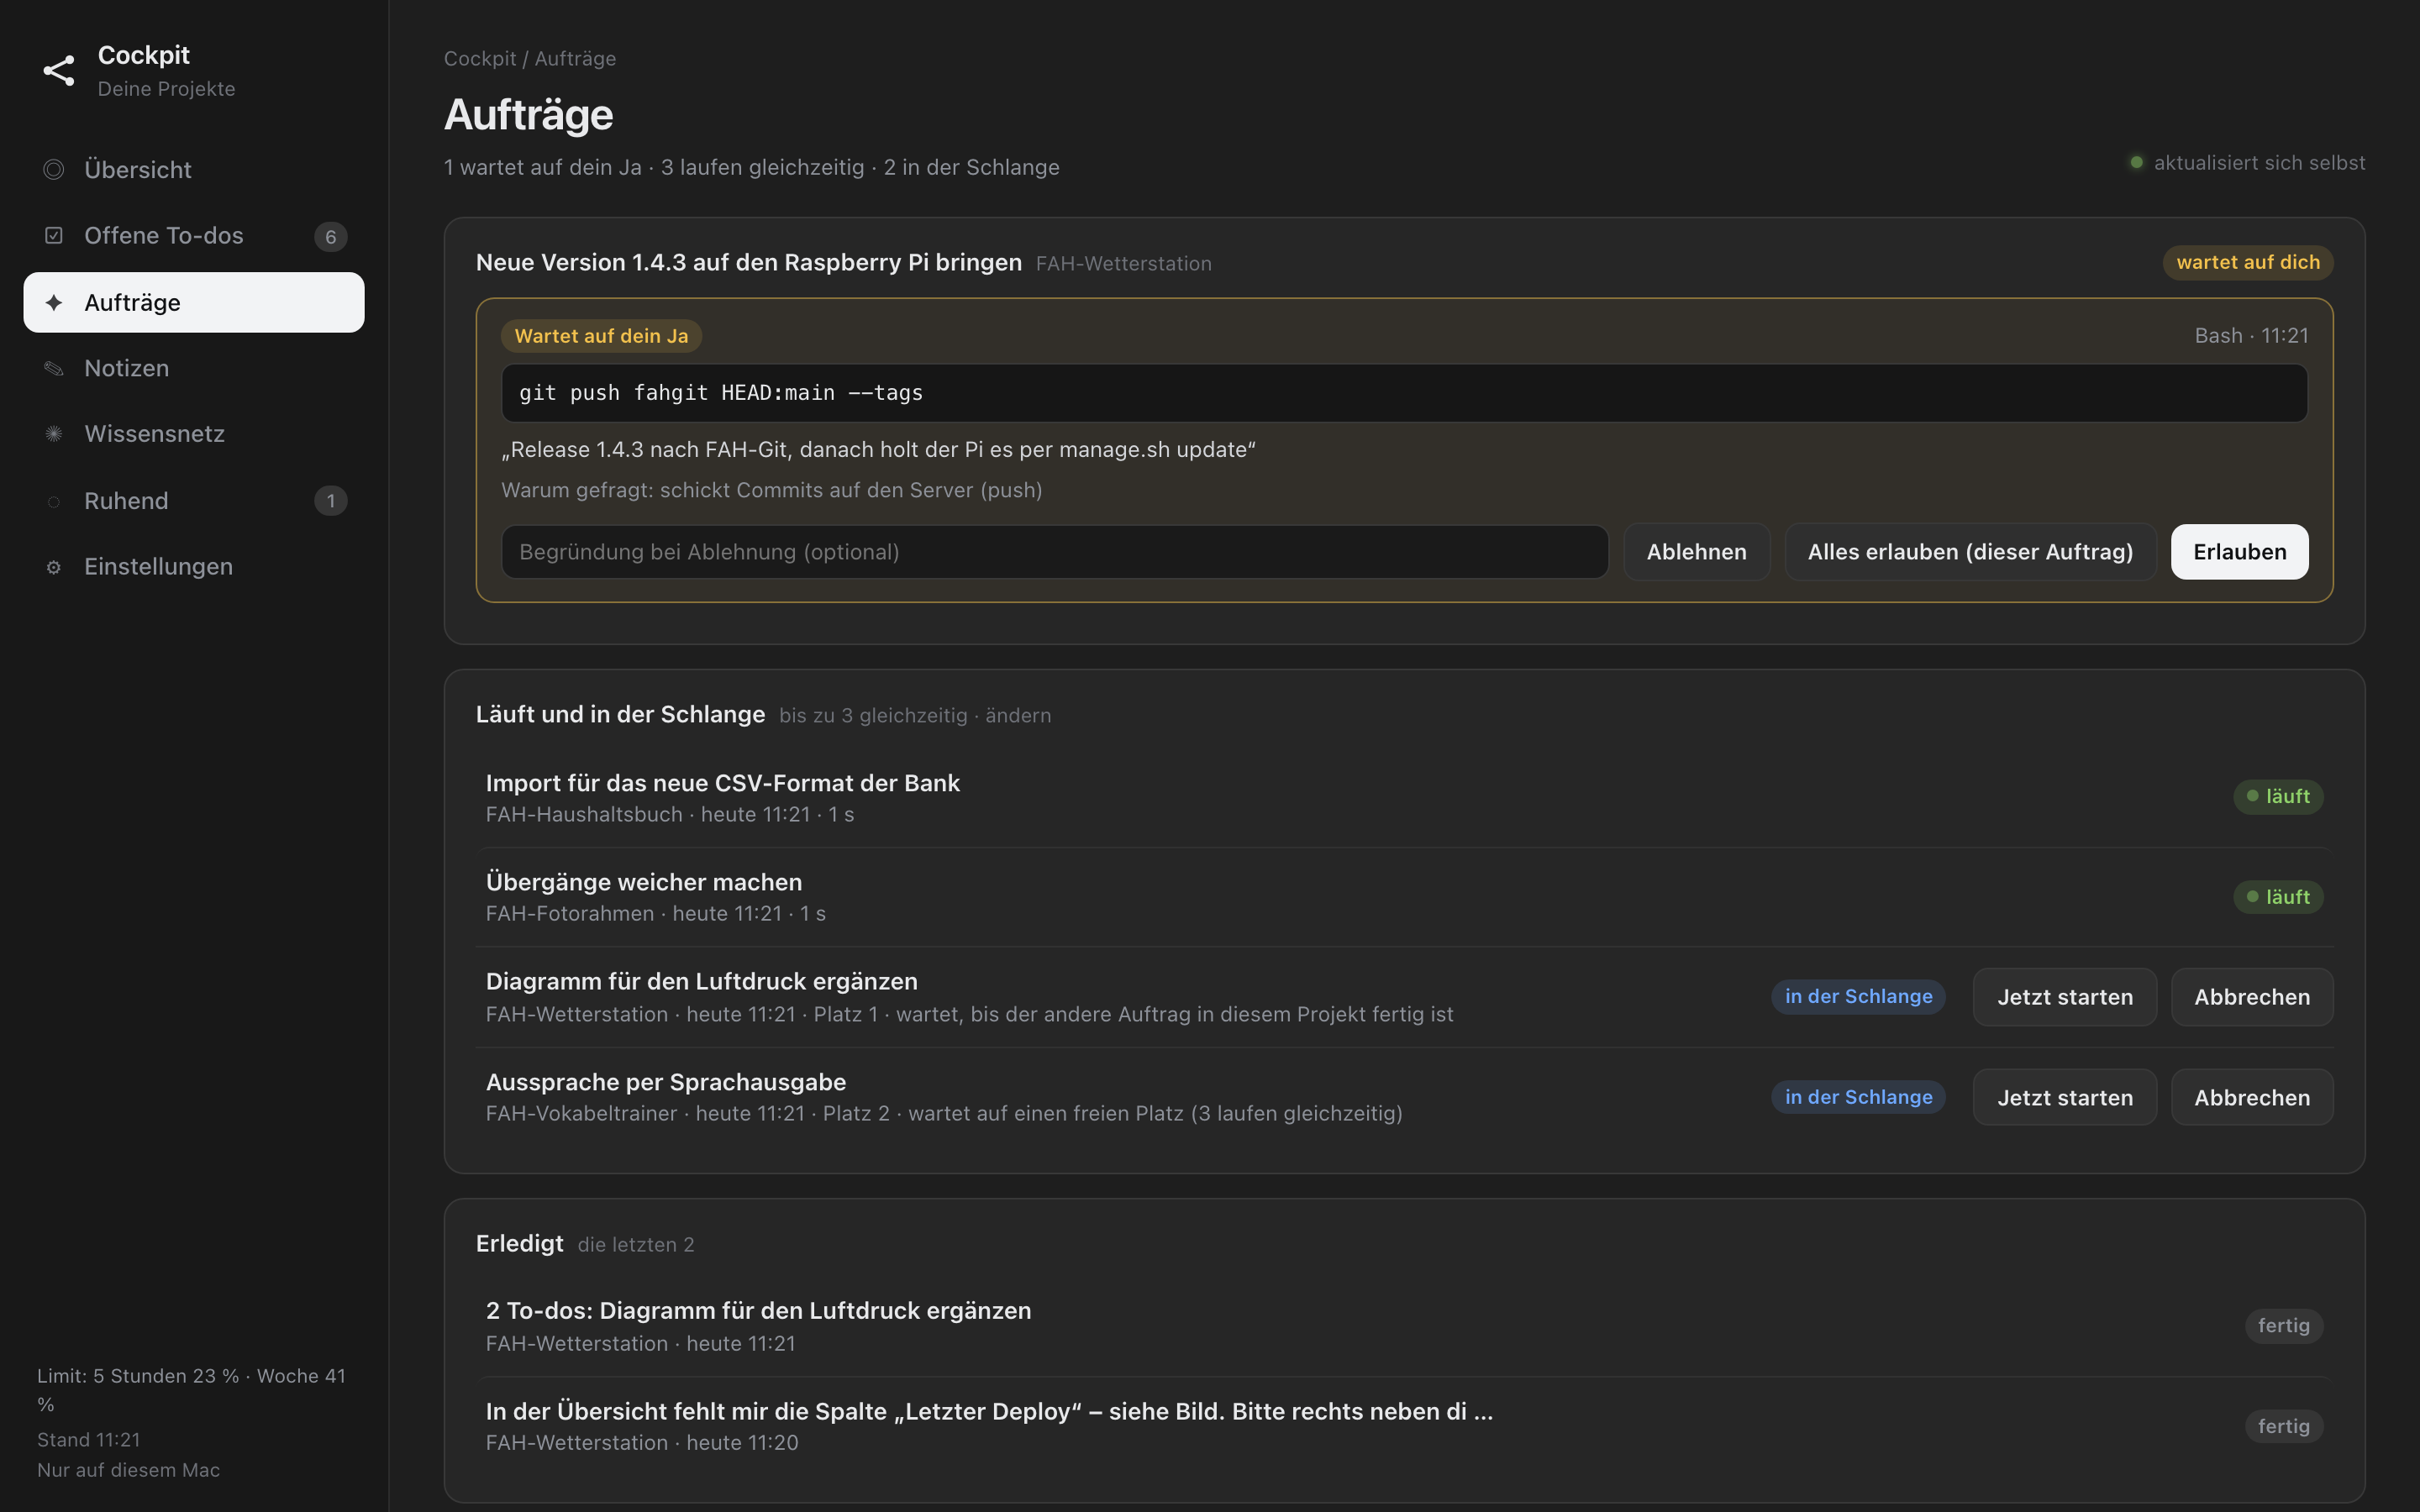 Cockpit
Deine Projekte
Übersicht
Offene To-dos 6
Aufträge
Notizen
Wissensnetz
Ruhend 1
Einstellungen
Limit: 5 Stunden 23 % · Woche 41
%
Stand 11:21
Nur auf diesem Mac
Cockpit / Aufträge
Aufträge
1 wartet auf dein Ja · 3 laufen gleichzeitig · 2 in der Schlange
aktualisiert sich selbst
Neue Version 1.4.3 auf den Raspberry Pi bringen FAH-Wetterstation wartet auf dich
Wartet auf dein Ja Bash · 11:21
git push fahgit HEAD:main --tags
„Release 1.4.3 nach FAH-Git, danach holt der Pi es per manage.sh update“
Warum gefragt: schickt Commits auf den Server (push)
Begründung bei Ablehnung (optional) Ablehnen Alles erlauben (dieser Auftrag) Erlauben
Läuft und in der Schlange bis zu 3 gleichzeitig · ändern
Import für das neue CSV-Format der Bank
FAH-Haushaltsbuch · heute 11:21 · 1 s
läuft
Übergänge weicher machen
FAH-Fotorahmen · heute 11:21 · 1 s
läuft
Diagramm für den Luftdruck ergänzen
FAH-Wetterstation · heute 11:21 · Platz 1 · wartet, bis der andere Auftrag in diesem Projekt fertig ist
in der Schlange Jetzt starten Abbrechen
Aussprache per Sprachausgabe
FAH-Vokabeltrainer · heute 11:21 · Platz 2 · wartet auf einen freien Platz (3 laufen gleichzeitig)
in der Schlange Jetzt starten Abbrechen
Erledigt die letzten 2
2 To-dos: Diagramm für den Luftdruck ergänzen
FAH-Wetterstation · heute 11:21
fertig
In der Übersicht fehlt mir die Spalte „Letzter Deploy“ – siehe Bild. Bitte rechts neben di ...
FAH-Wetterstation · heute 11:20
fertig